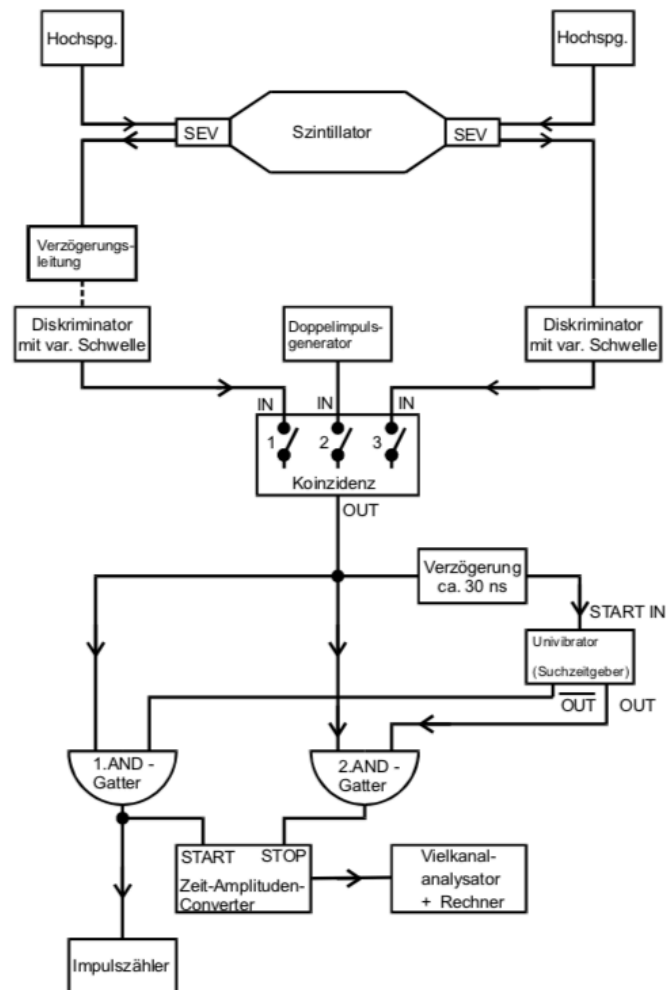 Hochspg.
Hochspg.
SEV
Szintillator
SEV
Verzögerungs-
leitung
Diskriminator
mit var. Schwelle
Doppelimpuls-
generator
Diskriminator
mit var. Schwelle
IN
IN
IN
1
2
3
Koinzidenz
OUT
Verzögerung
ca. 30 ns
START IN
Univibrator
(Suchzeitgeber)
OUT
OUT
1.AND -
Gatter
2.AND -
Gatter
START
STOP
Zeit-Amplituden-
Converter
Vielkanal-
analysator
+ Rechner
Impulszähler